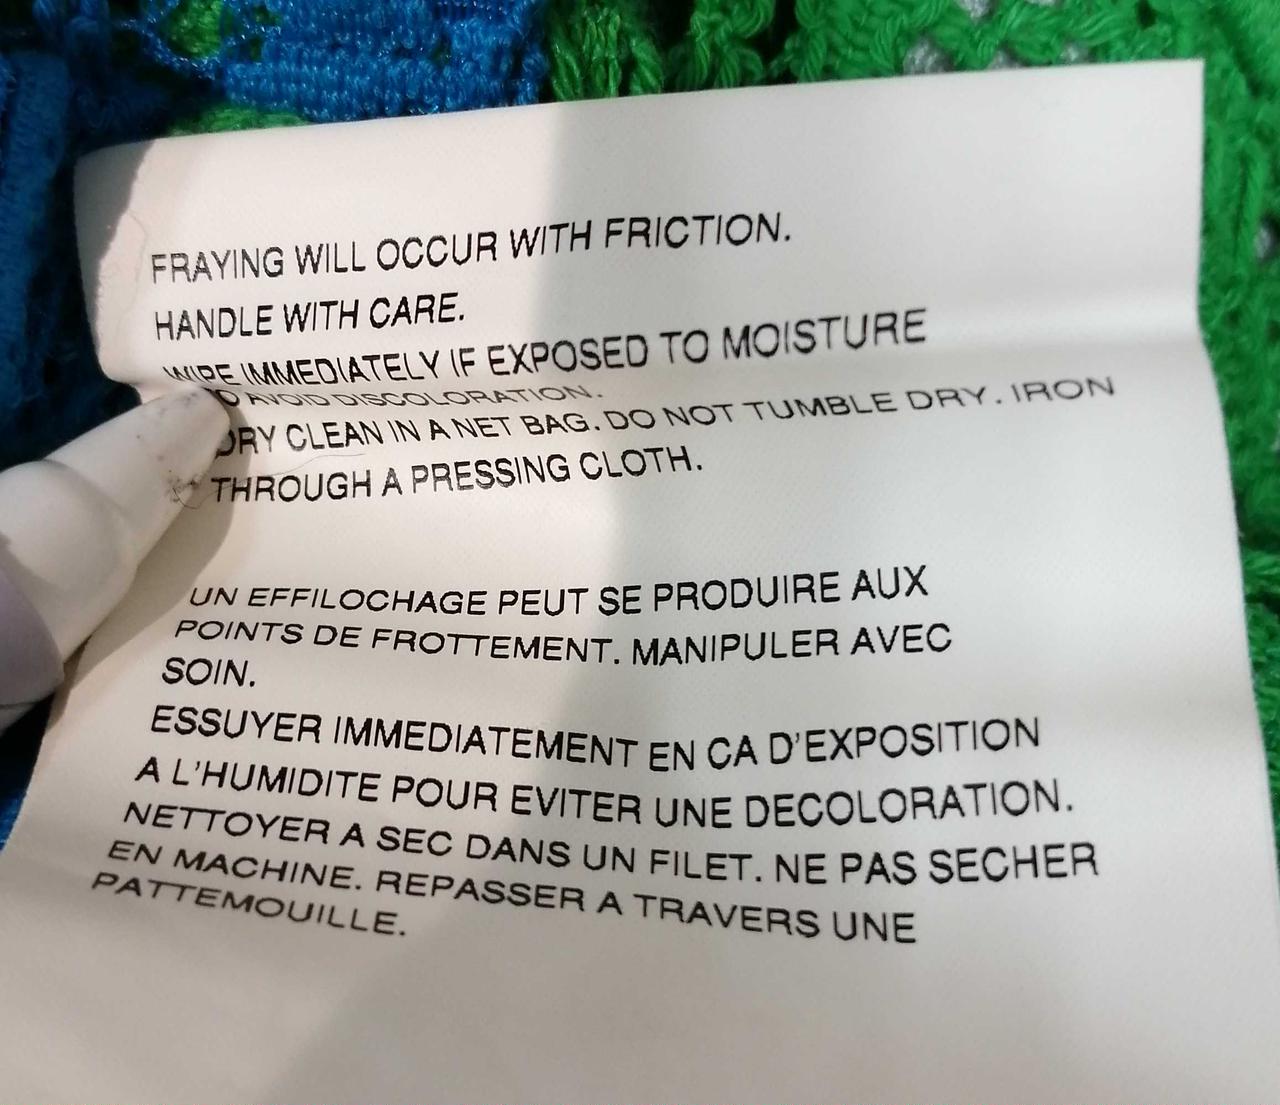 FRAYING WILL OCCUR WITH FRICTION.
HANDLE WITH CARE.
WIPE IMMEDIATELY IF EXPOSED TO MOISTURE
TO AVOID DISCOLORATION.
DRY CLEAN IN A NET BAG. DO NOT TUMBLE DRY. IRON
THROUGH A PRESSING CLOTH.
UN EFFILOCHAGE PEUT SE PRODUIRE AUX
POINTS DE FROTTEMENT. MANIPULER AVEC
SOIN.
ESSUYER IMMEDIATEMENT EN CA D'EXPOSITION
A L'HUMIDITE POUR EVITER UNE DECOLORATION.
NETTOYER A SEC DANS UN FILET. NE PAS SECHER
EN MACHINE. REPASSER A TRAVERS UNE
PATTEMOUILLE.